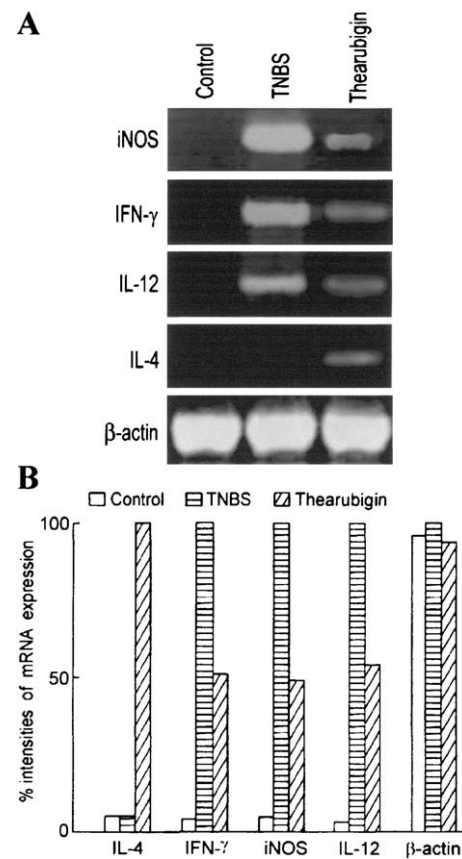 A
Control TNBS Thearubigin
iNOS
IFN-γ
IL-12
IL-4
β-actin
B
Control TNBS Thearubigin
100
50
0
% intensities of mRNA expression
IL-4 IFN-γ iNOS IL-12 β-actin